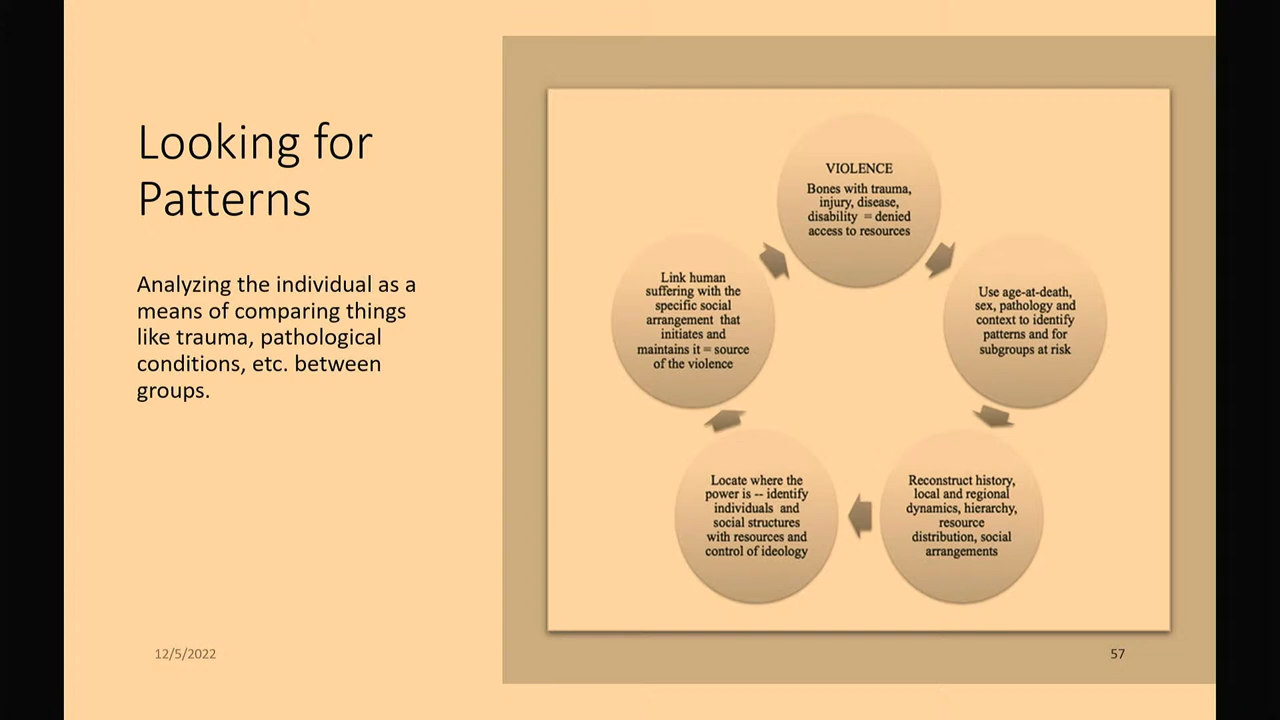 Looking for
Patterns
Analyzing the individual as a
means of comparing things
like trauma, pathological
conditions, etc. between
groups.
VIOLENCE
Bones with trauma,
injury, disease,
disability = denied
access to resources
Use age-at-death,
sex, pathology and
context to identify
patterns and for
subgroups at risk
Reconstruct history,
local and regional
dynamics, hierarchy,
resource
distribution, social
arrangements
Locate where the
power is -- identify
individuals and
social structures
with resources and
control of ideology
Link human
suffering with the
specific social
arrangement that
initiates and
maintains it = source
of the violence
12/5/2022
57